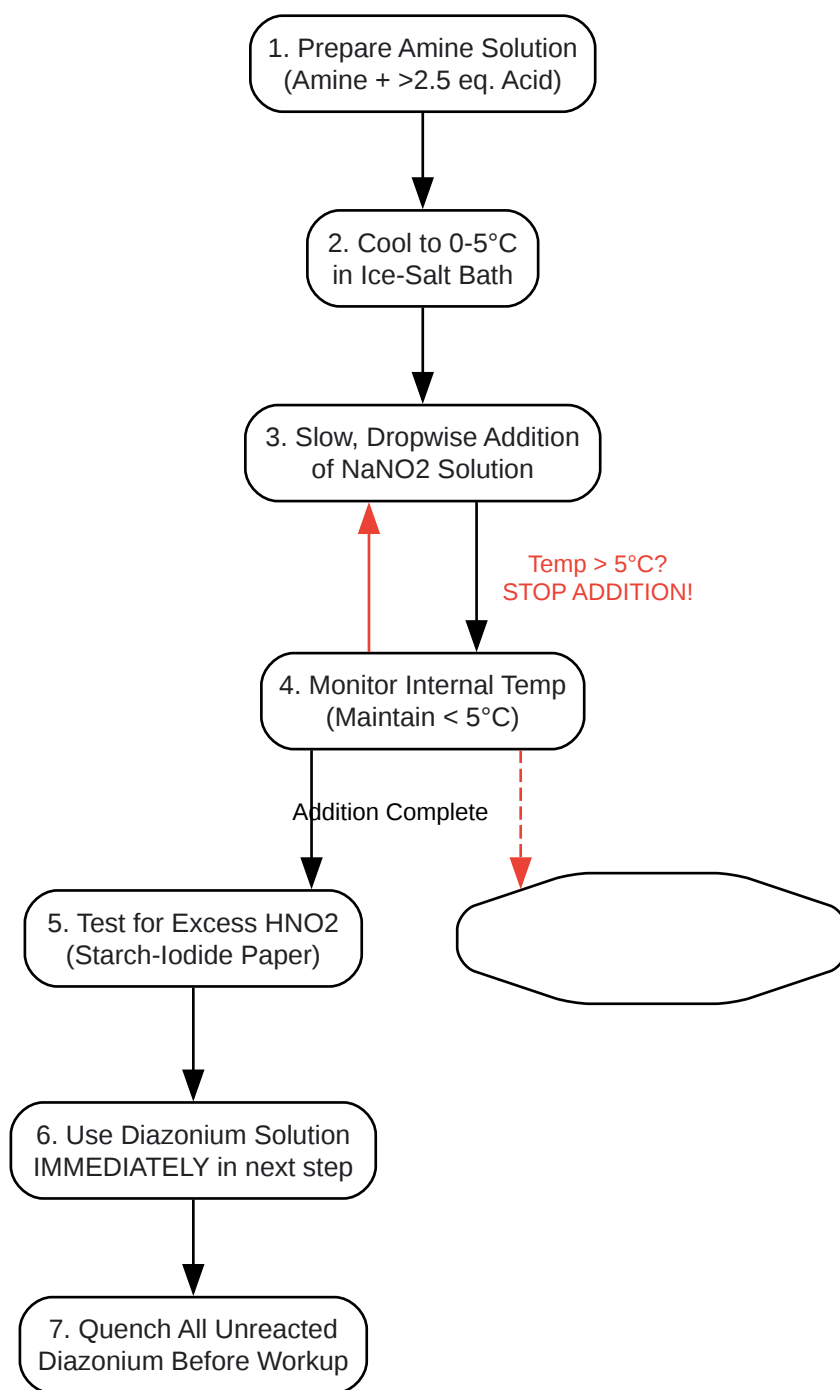 1. Prepare Amine Solution
(Amine + >2.5 eq. Acid)
2. Cool to 0-5°C
in Ice-Salt Bath
3. Slow, Dropwise Addition
of NaNO2 Solution
Temp > 5°C?
STOP ADDITION!
4. Monitor Internal Temp
(Maintain < 5°C)
Addition Complete
5. Test for Excess HNO2
(Starch-Iodide Paper)
6. Use Diazonium Solution
IMMEDIATELY in next step
7. Quench All Unreacted
Diazonium Before Workup